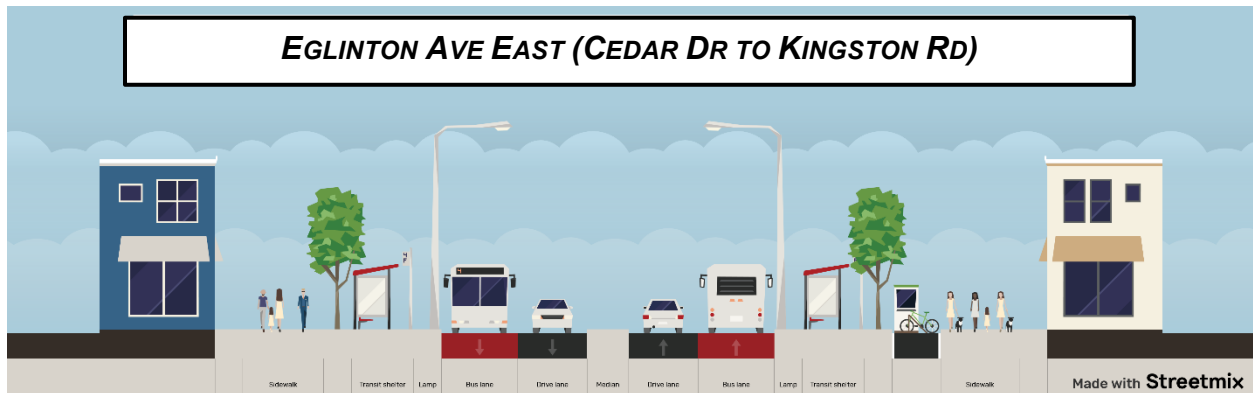 EGLINTON AVE EAST (CEDAR DR TO KINGSTON RD)
Sidewalk Transit shelter Lamp Bus lane Drive lane Median Drive lane Bus lane Lamp Transit shelter Sidewalk
Made with Streetmix